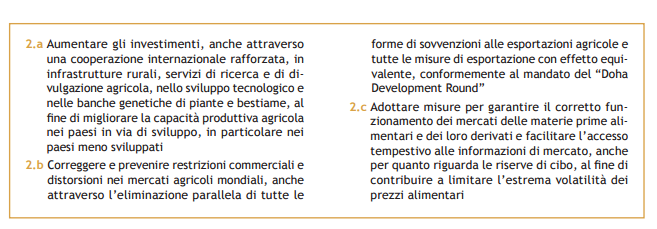 2.a Aumentare gli investimenti, anche attraverso
una cooperazione internazionale rafforzata, in
infrastrutture rurali, servizi di ricerca e di di-
vulgazione agricola, nello sviluppo tecnologico e
nelle banche genetiche di piante e bestiame, al
fine di migliorare la capacità produttiva agricola
nei paesi in via di sviluppo, in particolare nei
paesi meno sviluppati
2.b Correggere e prevenire restrizioni commerciali e
distorsioni nei mercati agricoli mondiali, anche
attraverso l’eliminazione parallela di tutte le
forme di sovvenzioni alle esportazioni agricole e
tutte le misure di esportazione con effetto equi-
valente, conformemente al mandato del “Doha
Development Round”
2.c Adottare misure per garantire il corretto fun-
zionamento dei mercati delle materie prime ali-
mentari e dei loro derivati e facilitare l’accesso
tempestivo alle informazioni di mercato, anche
per quanto riguarda le riserve di cibo, al fine di
contribuire a limitare l’estrema volatilità dei
prezzi alimentari